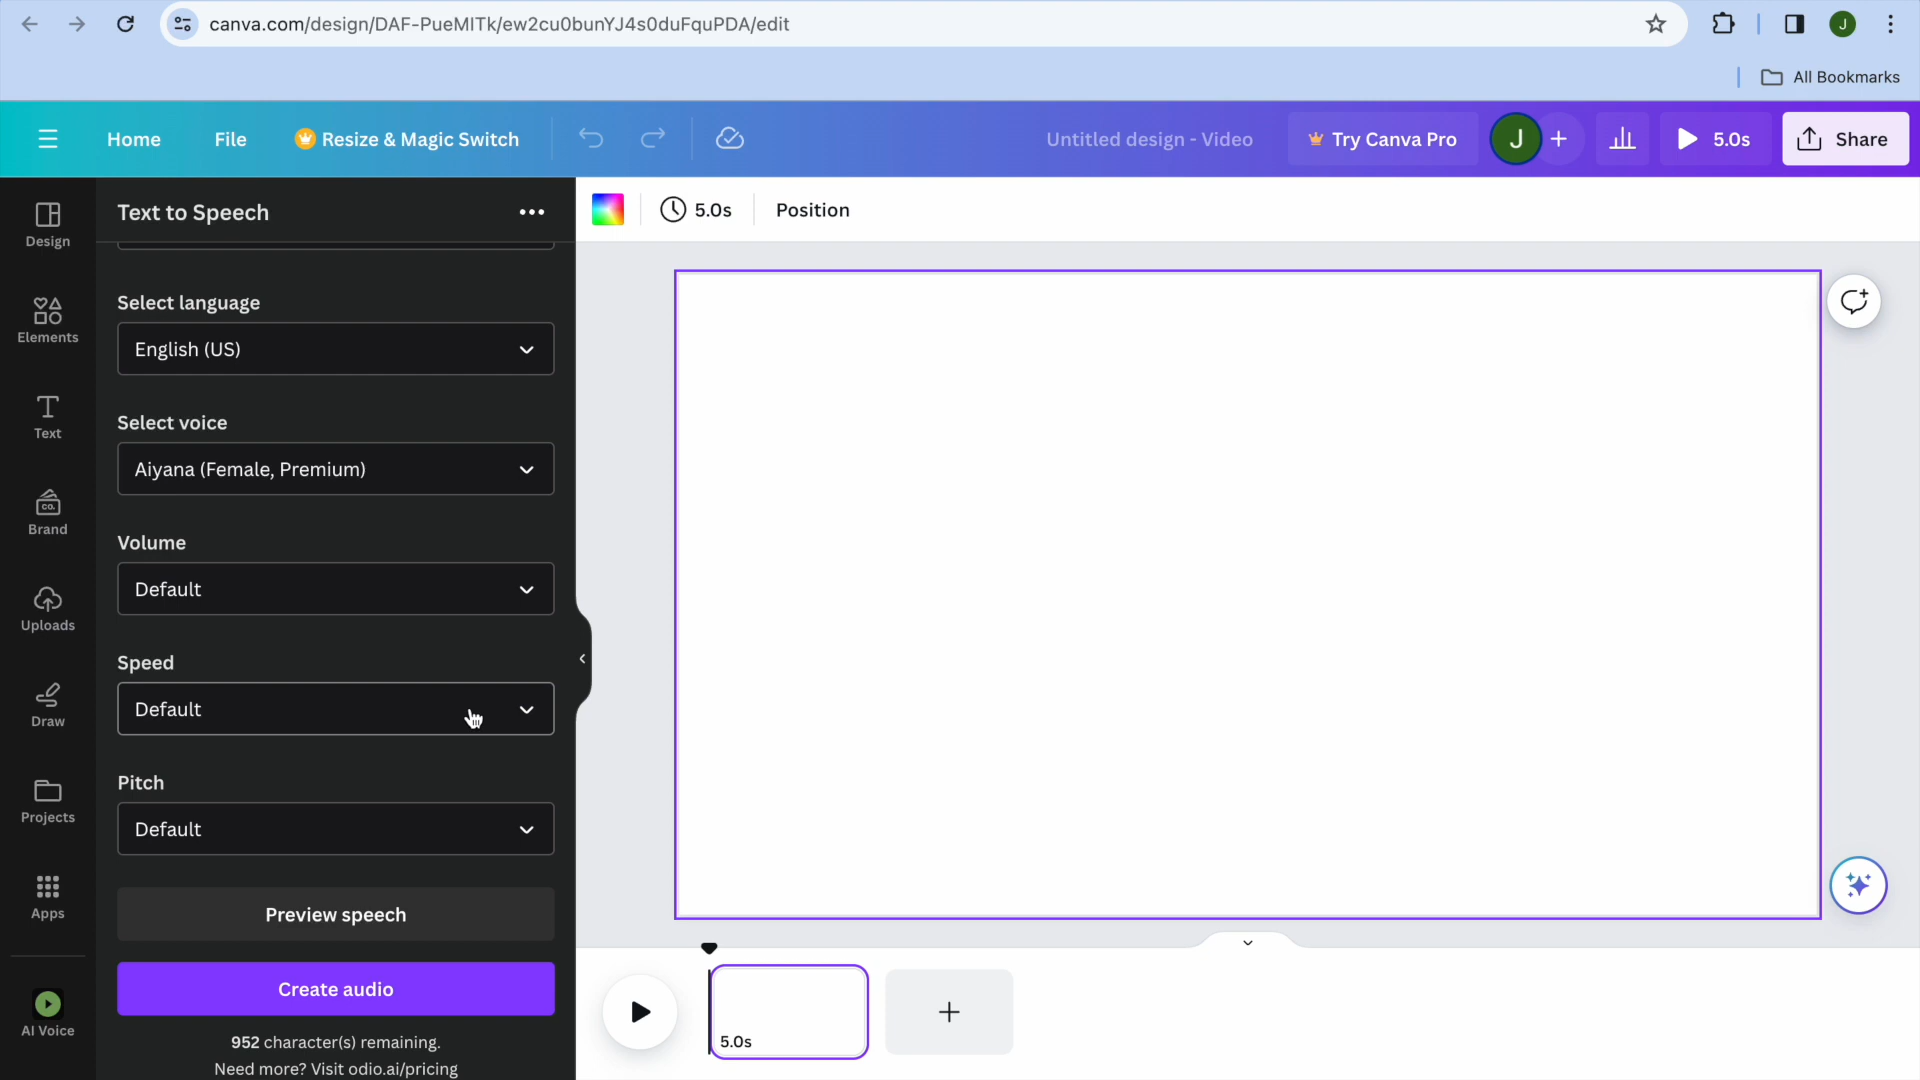 canva.com/design/DAF-PueMITk/ew2cu0bunYJ4s0duFquPDA/edit
J
All Bookmarks
Home
File
Resize & Magic Switch
Untitled design - Video
Try Canva Pro
J
5.0s
Share
Design
Elements
Text
CO.
Brand
Uploads
Draw
Projects
Apps
AI Voice
Text to Speech
Select language
English (US)
Select voice
Aiyana (Female, Premium)
Volume
Default
Speed
Default
Pitch
Default
Preview speech
Create audio
952 character(s) remaining.
Need more? Visit odio.ai/pricing
5.0s
Position
5.0s